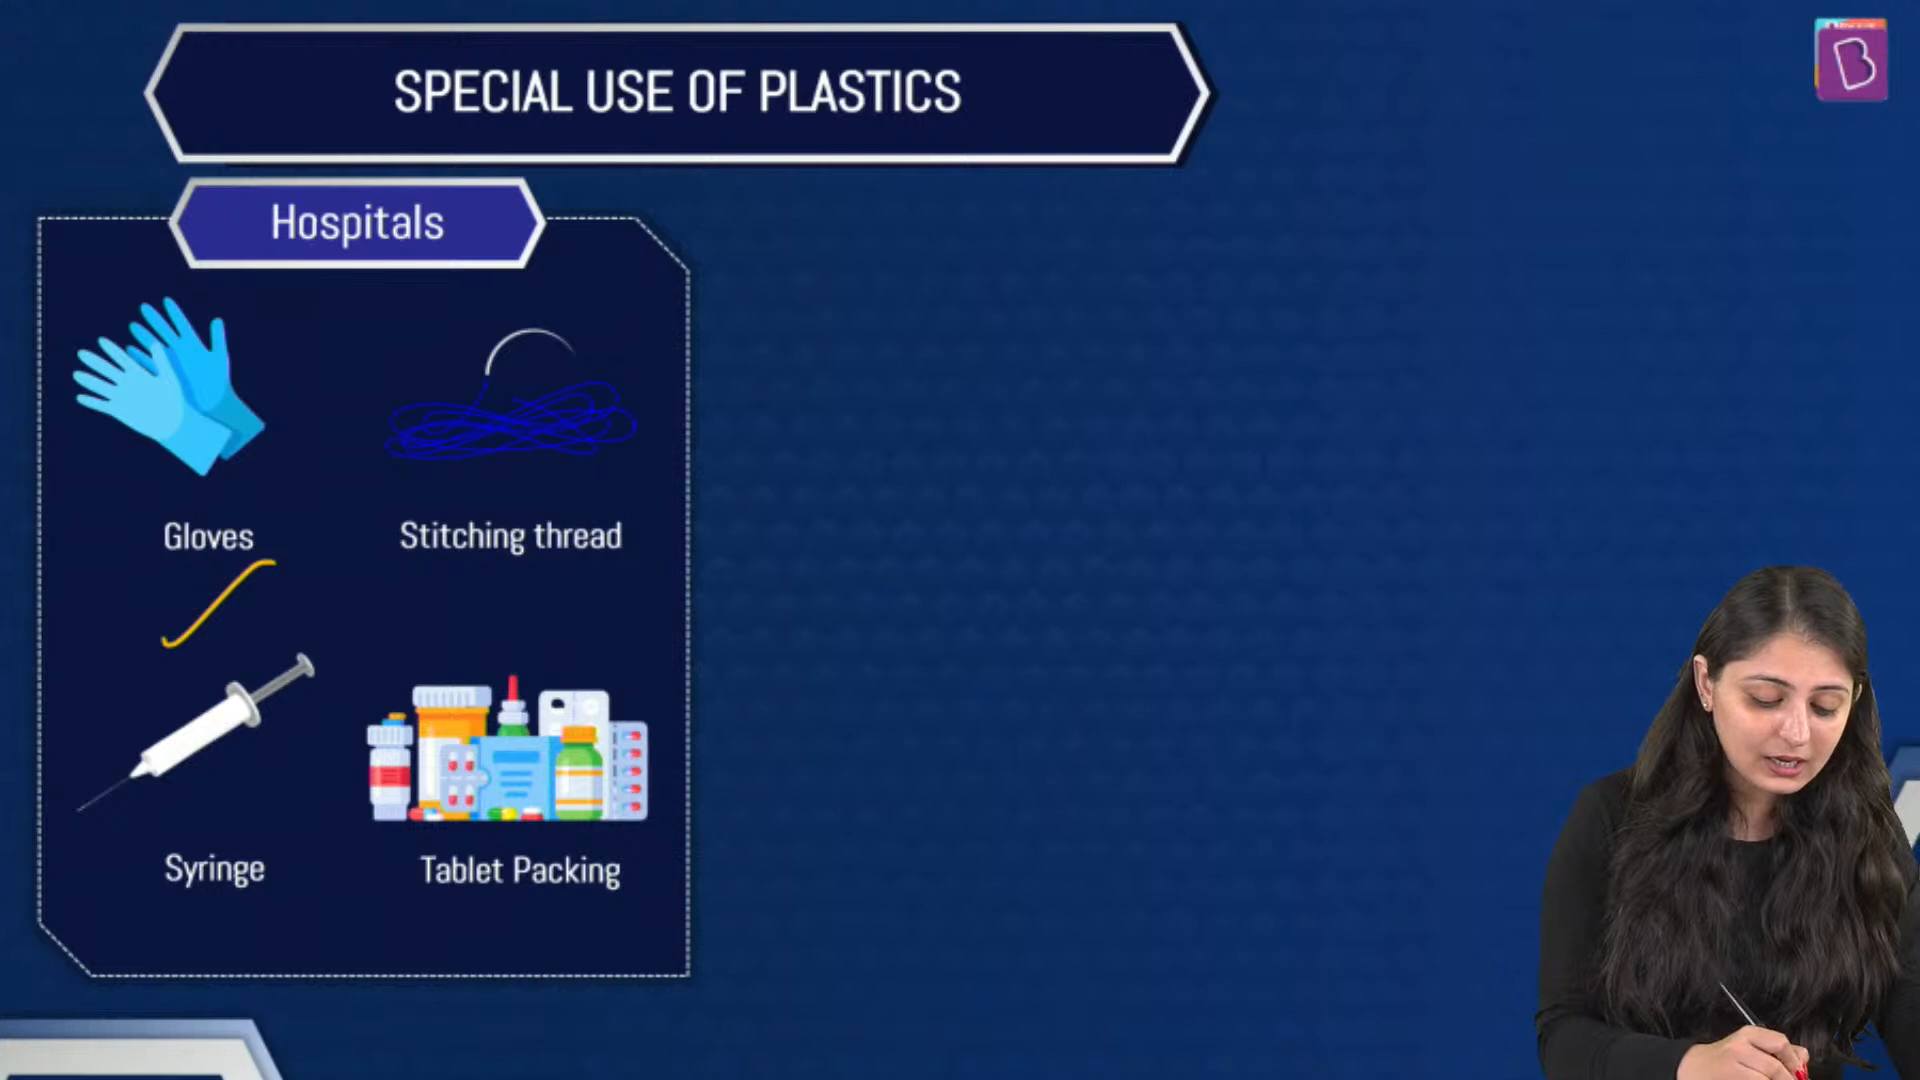 SPECIAL USE OF PLASTICS
B
Hospitals
Gloves
Stitching thread
Syringe
Tablet Packing